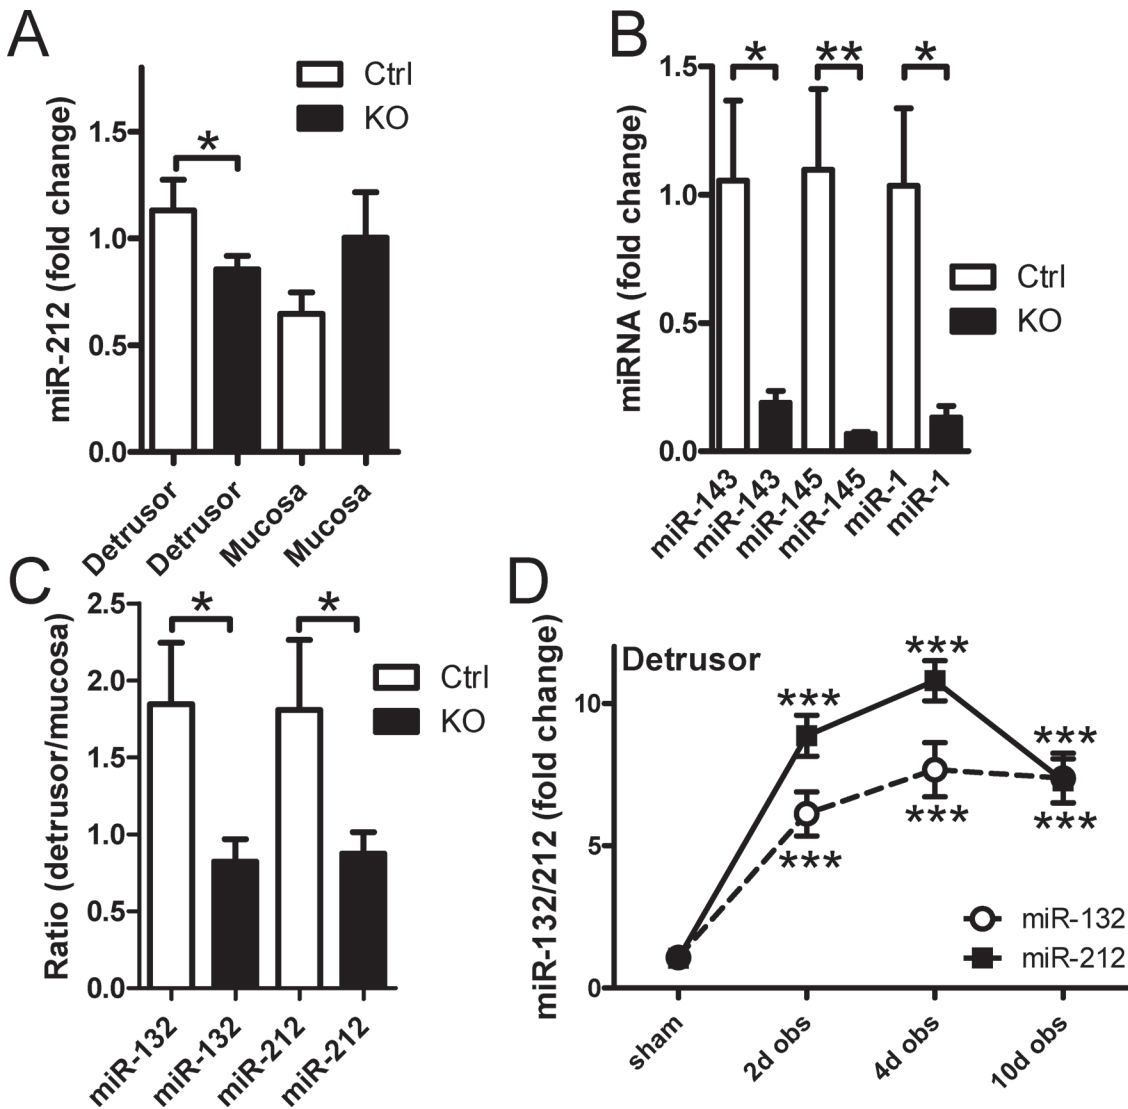 A
miR-212 (fold change)
1.5
1.0
0.5
0.0
*
Ctrl
KO
Detrusor
Detrusor
Mucosa
Mucosa
B
miRNA (fold change)
1.5
1.0
0.5
0.0
*
**
*
Ctrl
KO
miR-143
miR-143
miR-145
miR-145
miR-1
miR-1
C
Ratio (detrusor/mucosa)
2.5
2.0
1.5
1.0
0.5
0.0
*
*
Ctrl
KO
miR-132
miR-132
miR-212
miR-212
D
miR-132/212 (fold change)
10
5
0
Detrusor
***
***
***
***
***
***
miR-132
miR-212
sham
2d obs
4d obs
10d obs